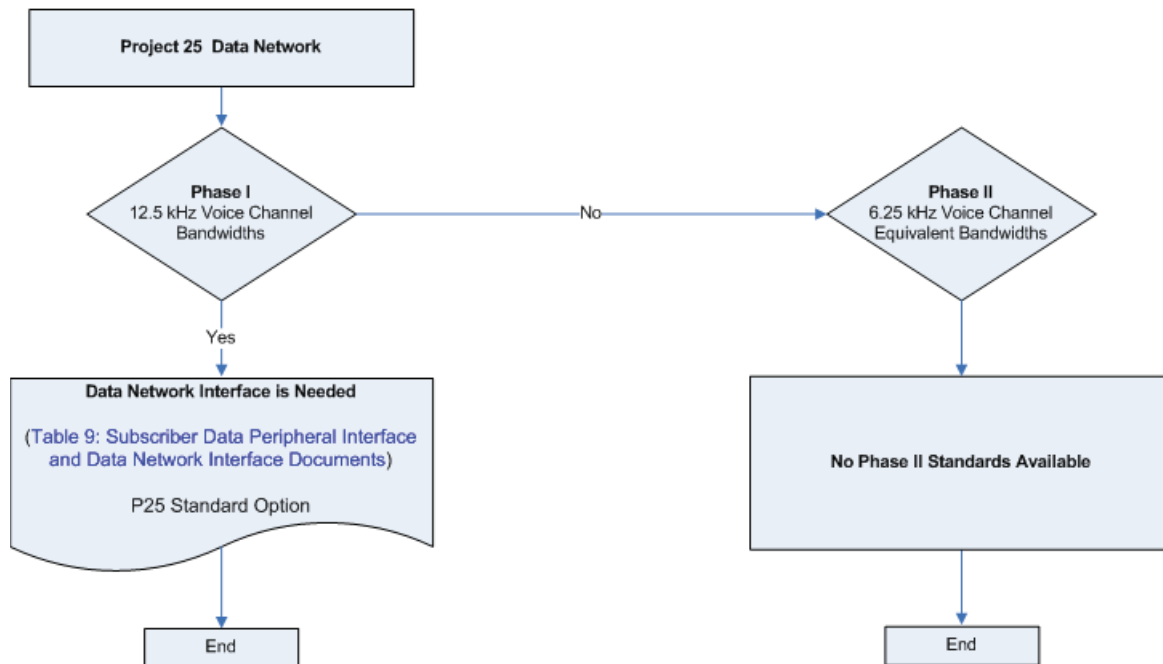 Project 25 Data Network
Phase I
12.5 kHz Voice Channel
Bandwidths
No
Phase II
6.25 kHz Voice Channel
Equivalent Bandwidths
Yes
Data Network Interface is Needed
(Table 9: Subscriber Data Peripheral Interface
and Data Network Interface Documents)
P25 Standard Option
No Phase II Standards Available
End
End